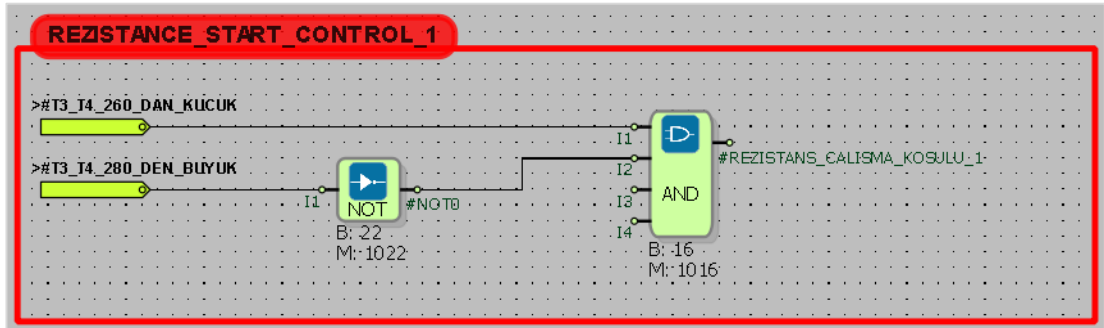 REZISTANCE_START_CONTROL_1
>#T3_T4_260_DAN_KUCUK
I1
#REZISTANS_CALISMA_KOSULU_1
>#T3_T4_280_DEN_BUYUK
I2
I1
NOT
#NOT0
I3
AND
I4
B: 22
M: 1022
B: 16
M: 1016